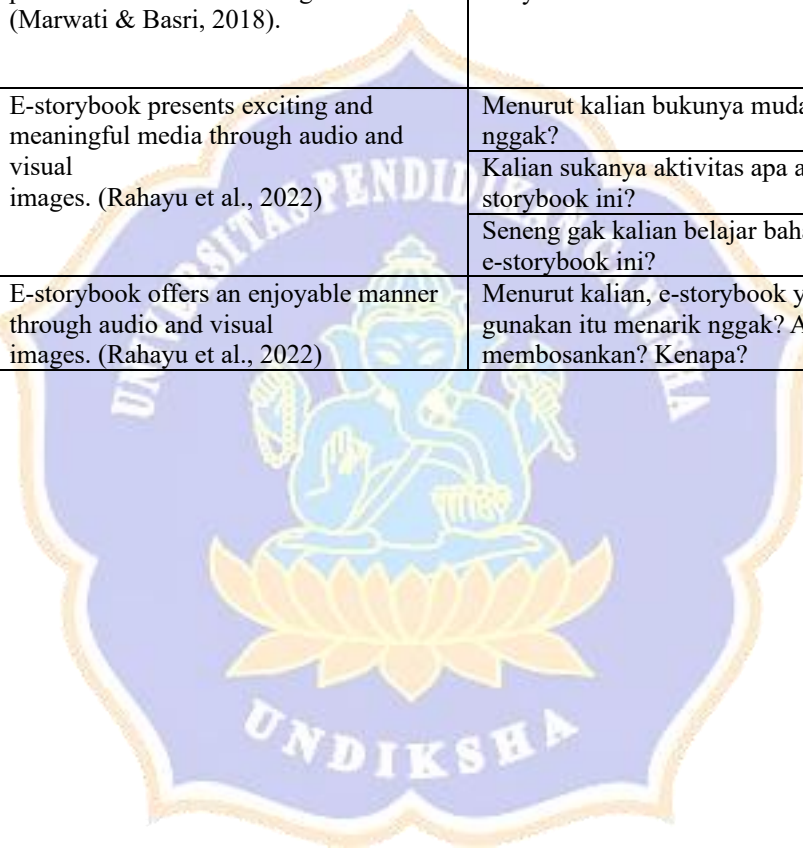 (Marwati & Basri, 2018).
E-storybook presents exciting and
meaningful media through audio and
visual
images. (Rahayu et al., 2022)
Menurut kalian bukunya
nggak?
Kalian sukanya aktivitas apa
storybook ini?
Seneng gak kalian belajar
e-storybook ini?
E-storybook offers an enjoyable manner
through audio and visual
images. (Rahayu et al., 2022)
Menurut kalian, e-storybook
gunakan itu menarik nggak?
membosankan? Kenapa?
UNIVERSITAS PENDIDIKAN GANESHA
UNDIKSHA